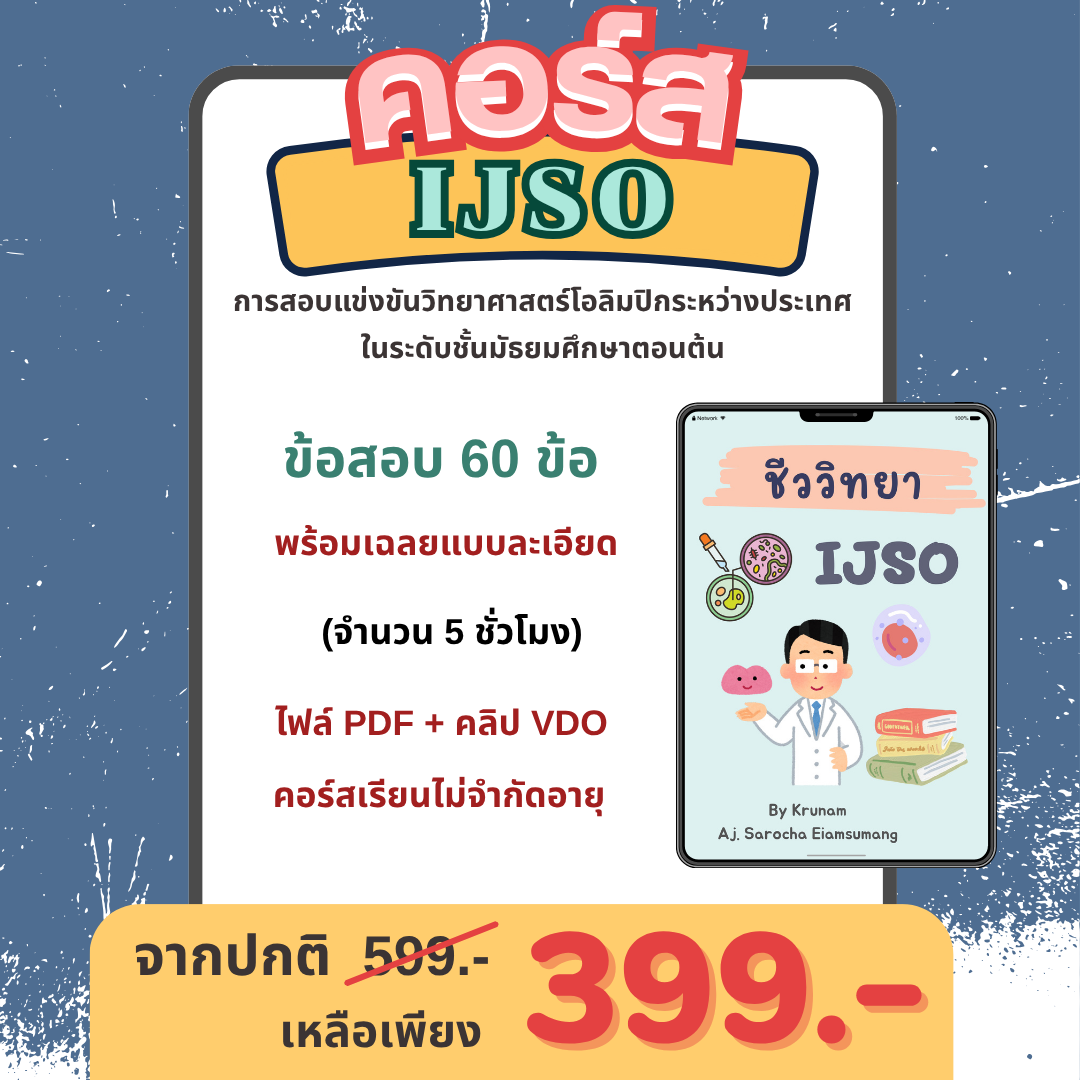 คอร์ส
IJSO
การสอบแข่งขันวิทยาศาสตร์โอลิมปิกระหว่างประเทศ
ในระดับชั้นมัธยมศึกษาตอนต้น
ข้อสอบ 60 ข้อ
พร้อมเฉลยแบบละเอียด
(จำนวน 5 ชั่วโมง)
ไฟล์ PDF + คลิป VDO
คอร์สเรียนไม่จำกัดอายุ
Network 100%
ชีววิทยา
IJSO
By Krunam
Aj. Sarocha Eiamsumang
จากปกติ 599.-
เหลือเพียง 399.-